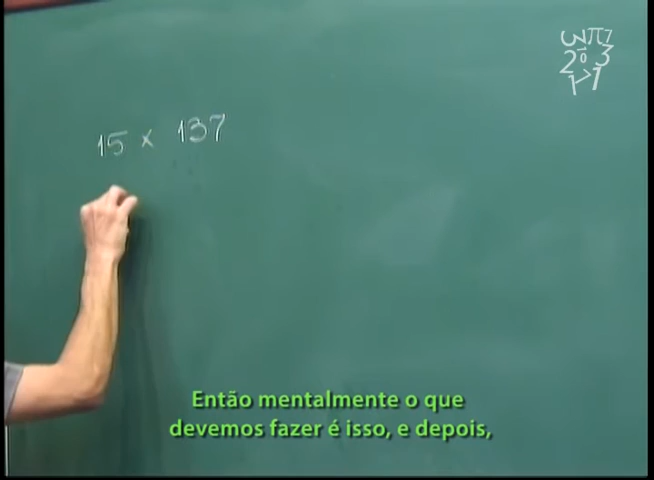 15 x 137
Então mentalmente o que
devemos fazer é isso, e depois,